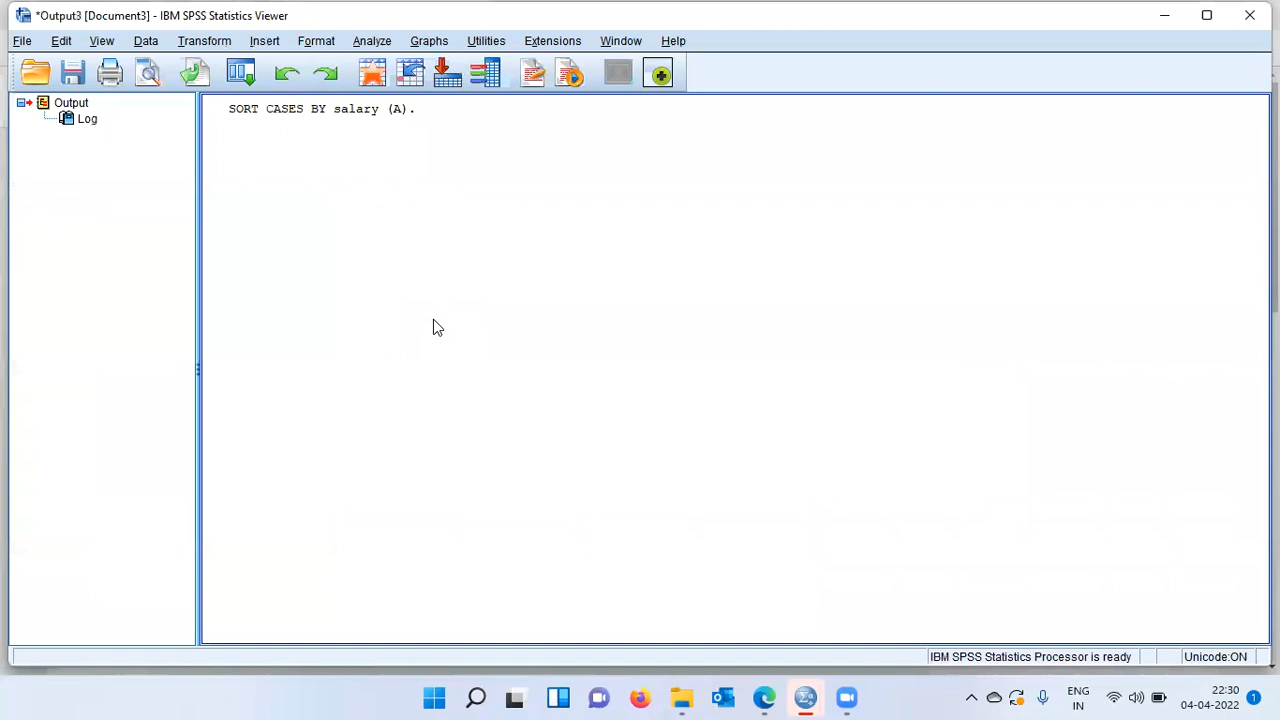 *Output3 [Document3] - IBM SPSS Statistics Viewer
File Edit View Data Transform Insert Format Analyze Graphs Utilities Extensions Window Help
Output
Log
SORT CASES BY salary (A).
IBM SPSS Statistics Processor is ready
Unicode:ON
ENG
IN
22:30
04-04-2022
1